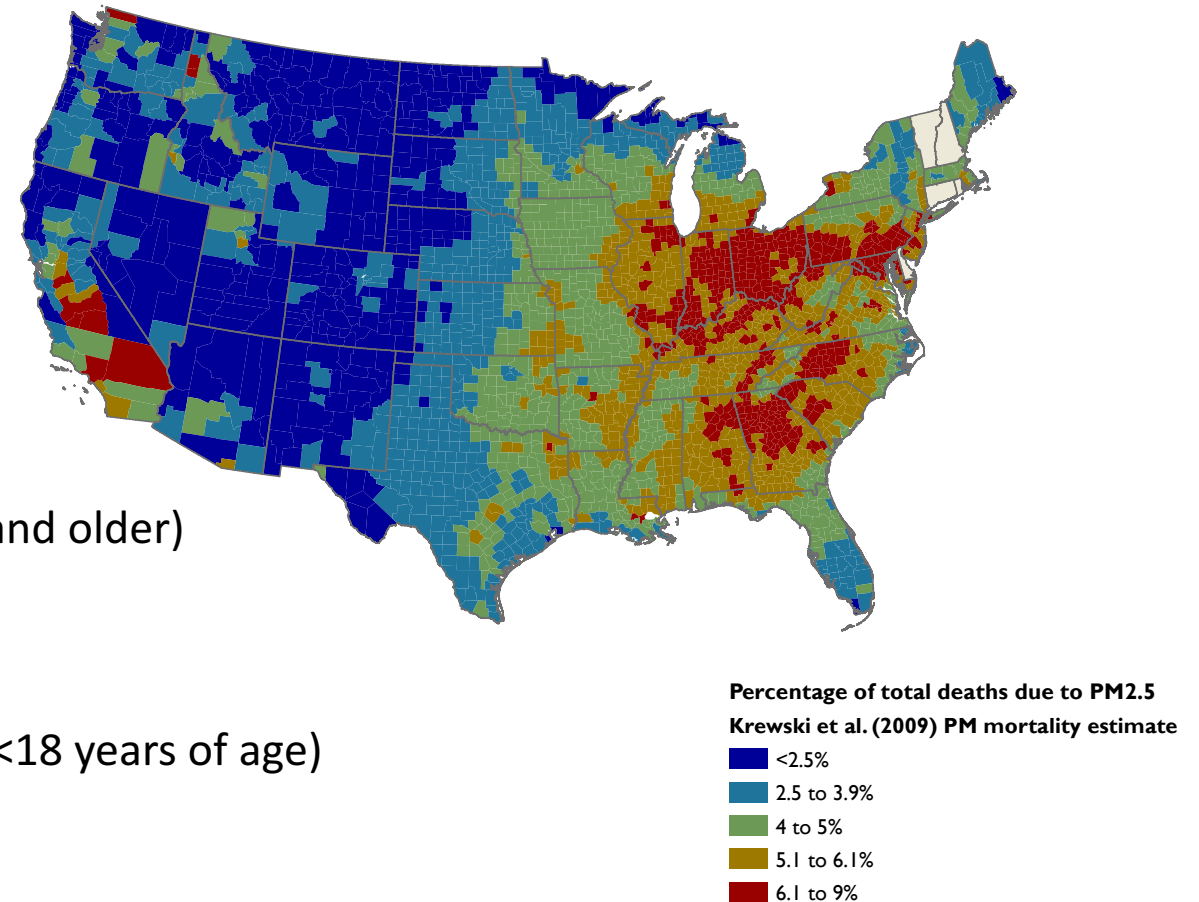 and older)
<18 years of age)
Percentage of total deaths due to PM2.5
Krewski et al. (2009) PM mortality estimate
<2.5%
2.5 to 3.9%
4 to 5%
5.1 to 6.1%
6.1 to 9%